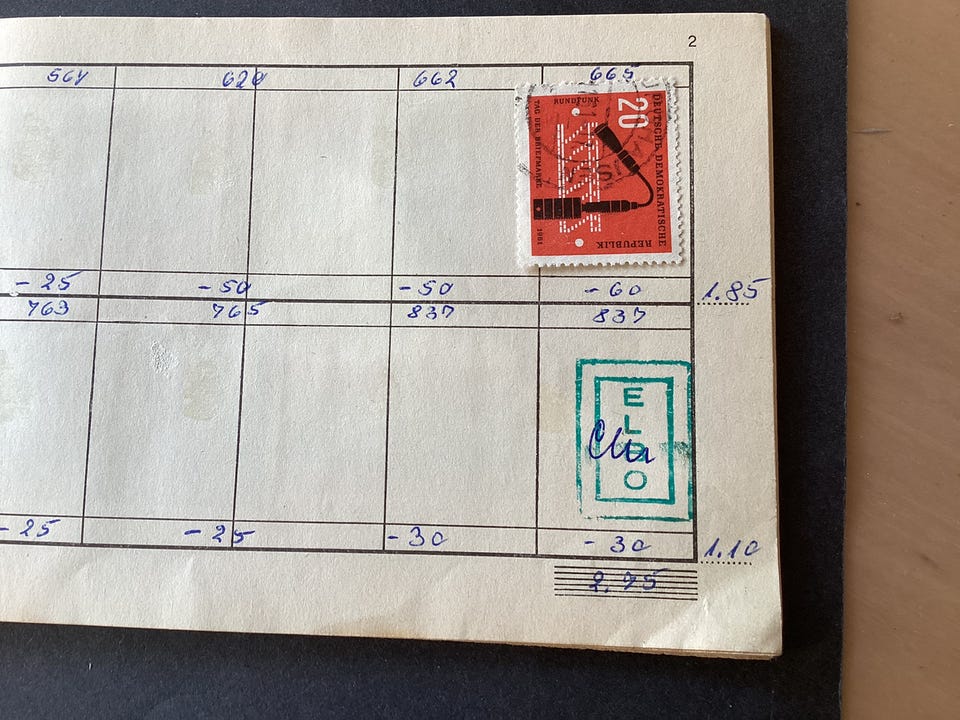 2
564 620 662 665
DEUTSCHE DEMOKRATISCHE
REPUBLIK
20
RUNDFUNK
TAG DER BRIEFMARKE 1961
- 25 - 50 - 50 - 60 1.85
763 765 837 837
E
L
O
- 25 - 25 - 30 - 30 1.10
2,95